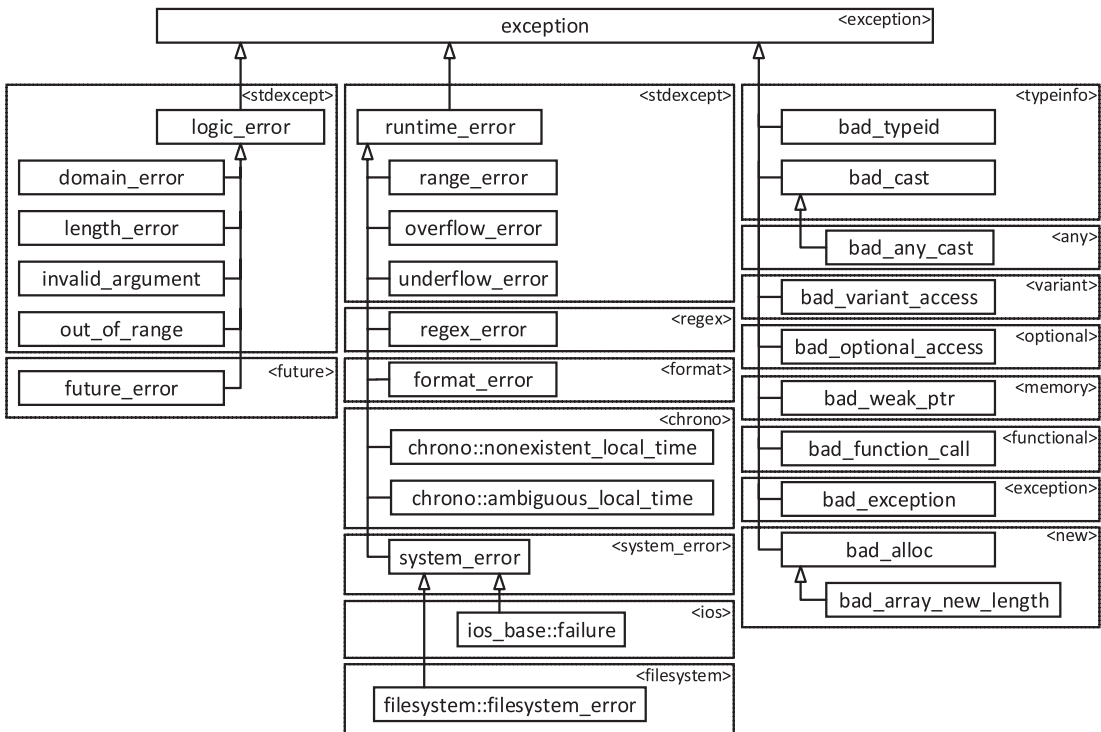 exception
<exception>
<stdexcept>
logic_error
domain_error
length_error
invalid_argument
out_of_range
<future>
future_error
<stdexcept>
runtime_error
range_error
overflow_error
underflow_error
<regex>
regex_error
<format>
format_error
<chrono>
chrono::nonexistent_local_time
chrono::ambiguous_local_time
<system_error>
system_error
<ios>
ios_base::failure
<filesystem>
filesystem::filesystem_error
<typeinfo>
bad_typeid
bad_cast
<any>
bad_any_cast
<variant>
bad_variant_access
<optional>
bad_optional_access
<memory>
bad_weak_ptr
<functional>
bad_function_call
<exception>
bad_exception
<new>
bad_alloc
bad_array_new_length